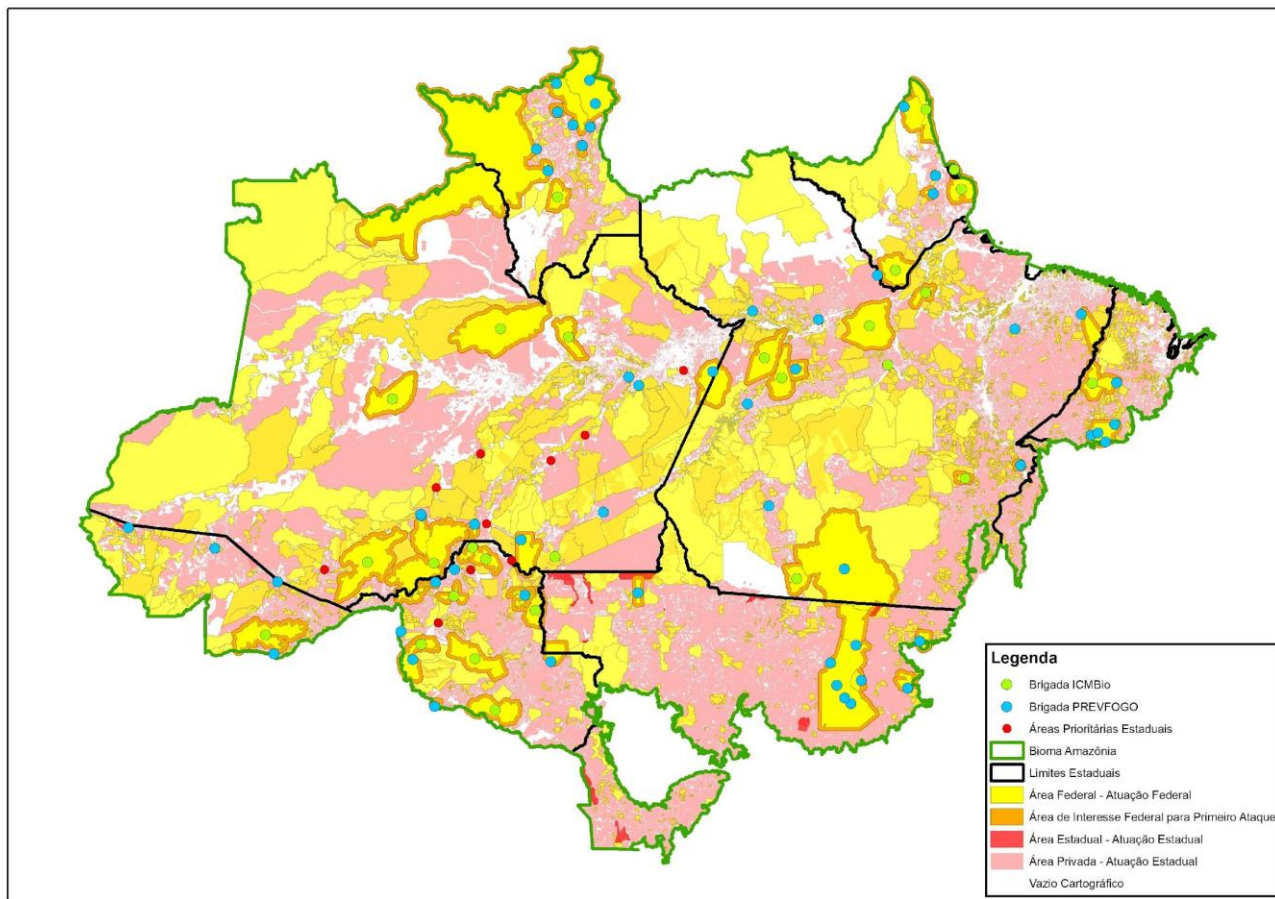 Legenda
Brigada ICMBio
Brigada PREVFOGO
Áreas Prioritárias Estaduais
Bioma Amazônia
Limites Estaduais
Área Federal - Atuação Federal
Área de Interesse Federal para Primeiro Ataque
Área Estadual - Atuação Estadual
Área Privada - Atuação Estadual
Vazio Cartográfico